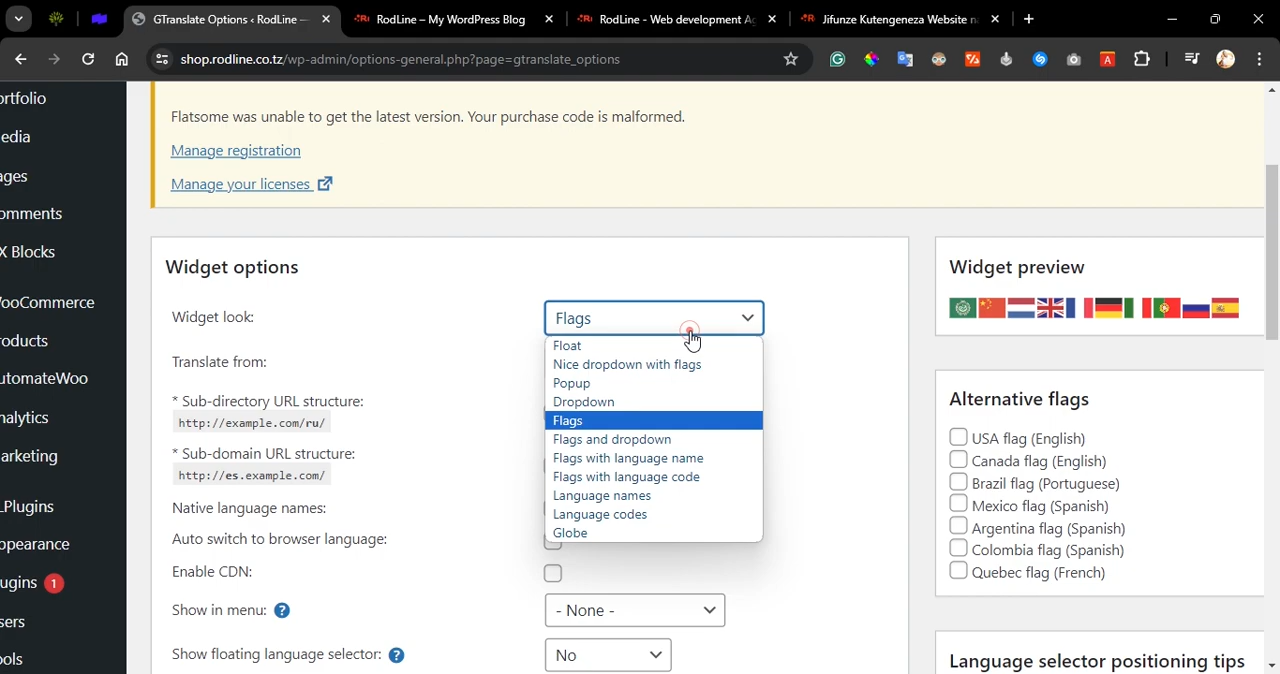 GTranslate Options ‹ RodLine —
RodLine – My WordPress Blog
RodLine - Web development Ag
Jifunze Kutengeneza Website n
shop.rodline.co.tz/wp-admin/options-general.php?page=gtranslate_options
ortfolio
edia
ages
omments
X Blocks
ooCommerce
roducts
utomateWoo
nalytics
arketing
LPlugins
ppearance
ugins 1
sers
ools
Flatsome was unable to get the latest version. Your purchase code is malformed.
Manage registration
Manage your licenses
Widget options
Widget look:
Flags
Float
Nice dropdown with flags
Popup
Dropdown
Flags
Flags and dropdown
Flags with language name
Flags with language code
Language names
Language codes
Globe
Translate from:
* Sub-directory URL structure:
http://example.com/ru/
* Sub-domain URL structure:
http://es.example.com/
Native language names:
Auto switch to browser language:
Enable CDN:
Show in menu: ?
- None -
Show floating language selector: ?
No
Widget preview
Alternative flags
USA flag (English)
Canada flag (English)
Brazil flag (Portuguese)
Mexico flag (Spanish)
Argentina flag (Spanish)
Colombia flag (Spanish)
Quebec flag (French)
Language selector positioning tips